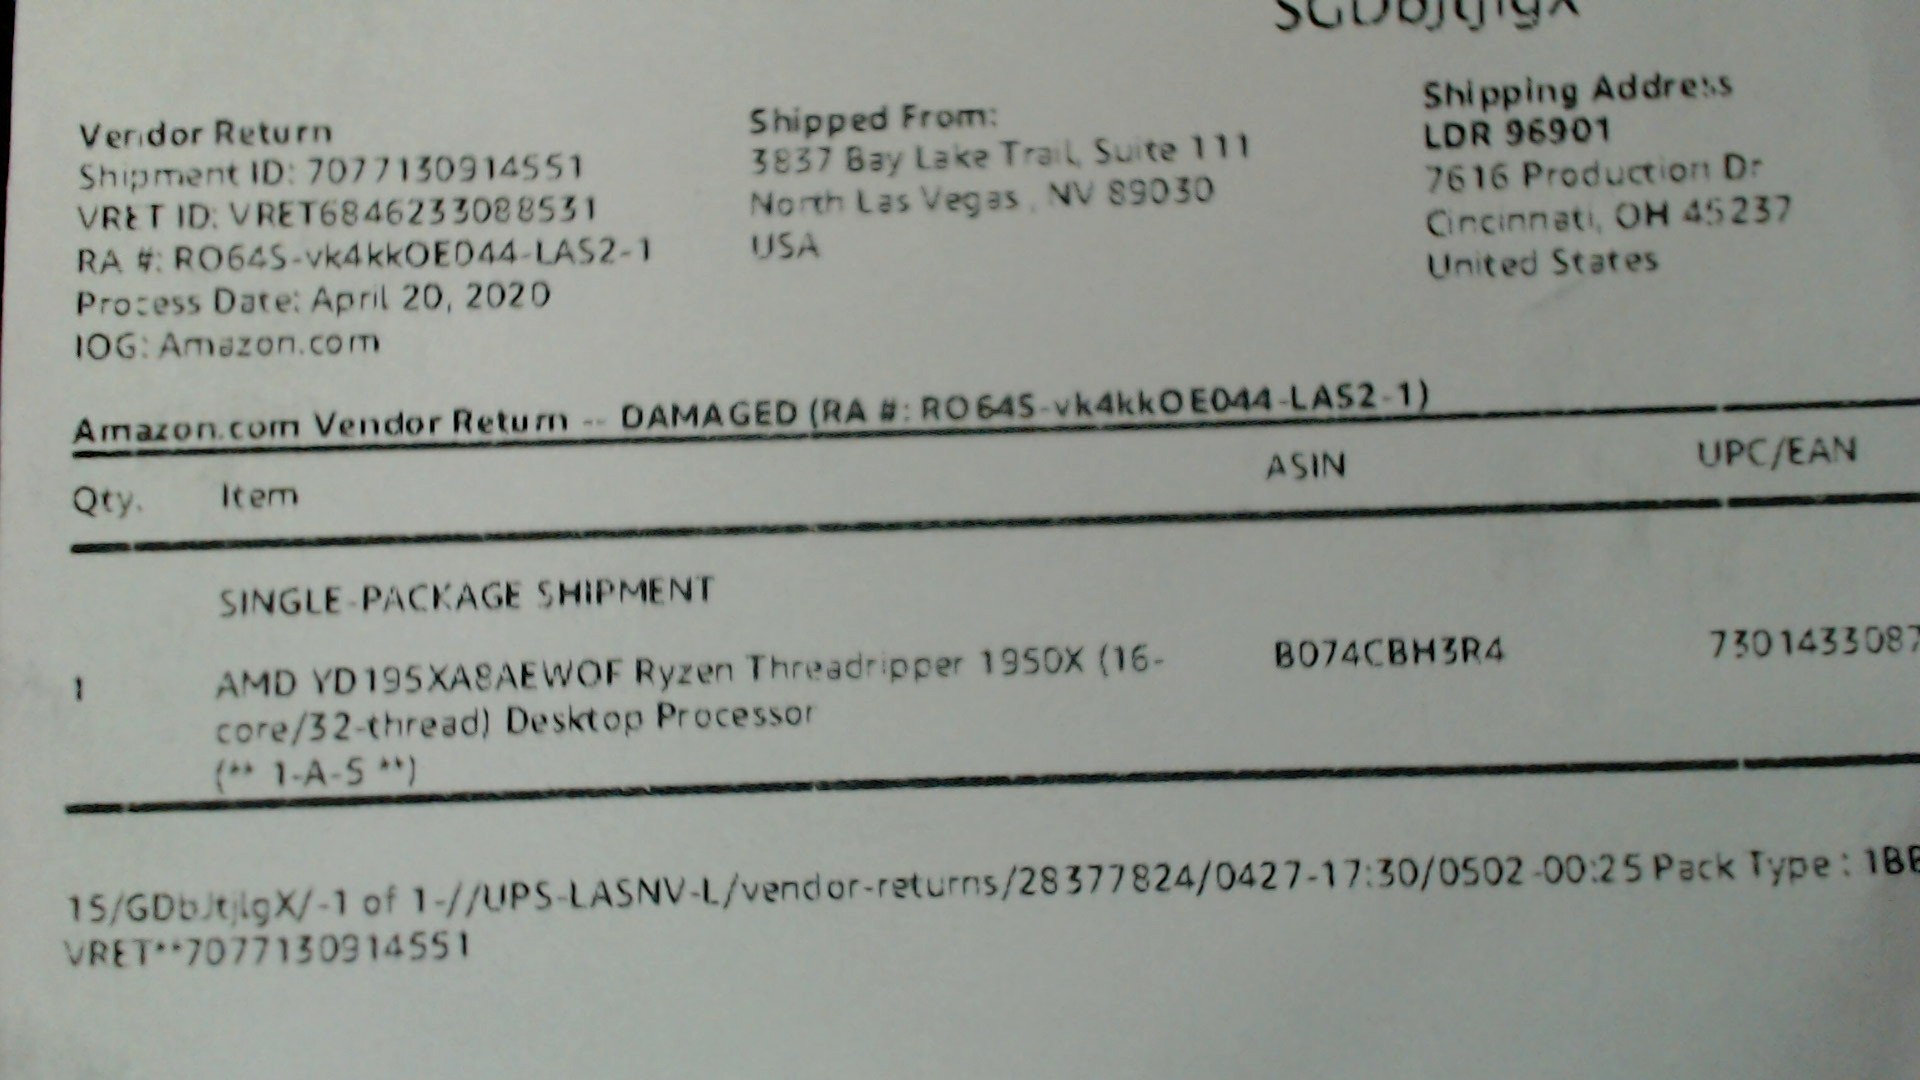 SGDbJtjlgX
Vendor Return
Shipment ID: 7077130914551
VRET ID: VRET6846233088531
RA #: RO64S-vk4kkOE044-LAS2-1
Process Date: April 20, 2020
IOG: Amazon.com
Shipped From:
3837 Bay Lake Trail, Suite 111
North Las Vegas, NV 89030
USA
Shipping Address
LDR 96901
7616 Production Dr
Cincinnati, OH 45237
United States
Amazon.com Vendor Return -- DAMAGED (RA #: RO64S-vk4kkOE044-LAS2-1)
Qty. Item ASIN UPC/EAN
SINGLE-PACKAGE SHIPMENT
1 AMD YD195XA8AEWOF Ryzen Threadripper 1950X (16- B074CBH3R4 7301433087
core/32-thread) Desktop Processor
(** 1-A-S **)
1S/GDbJtjlgX/-1 of 1-//UPS-LASNV-L/vendor-returns/28377824/0427-17:30/0502-00:25 Pack Type : 1BE
VRET**7077130914551